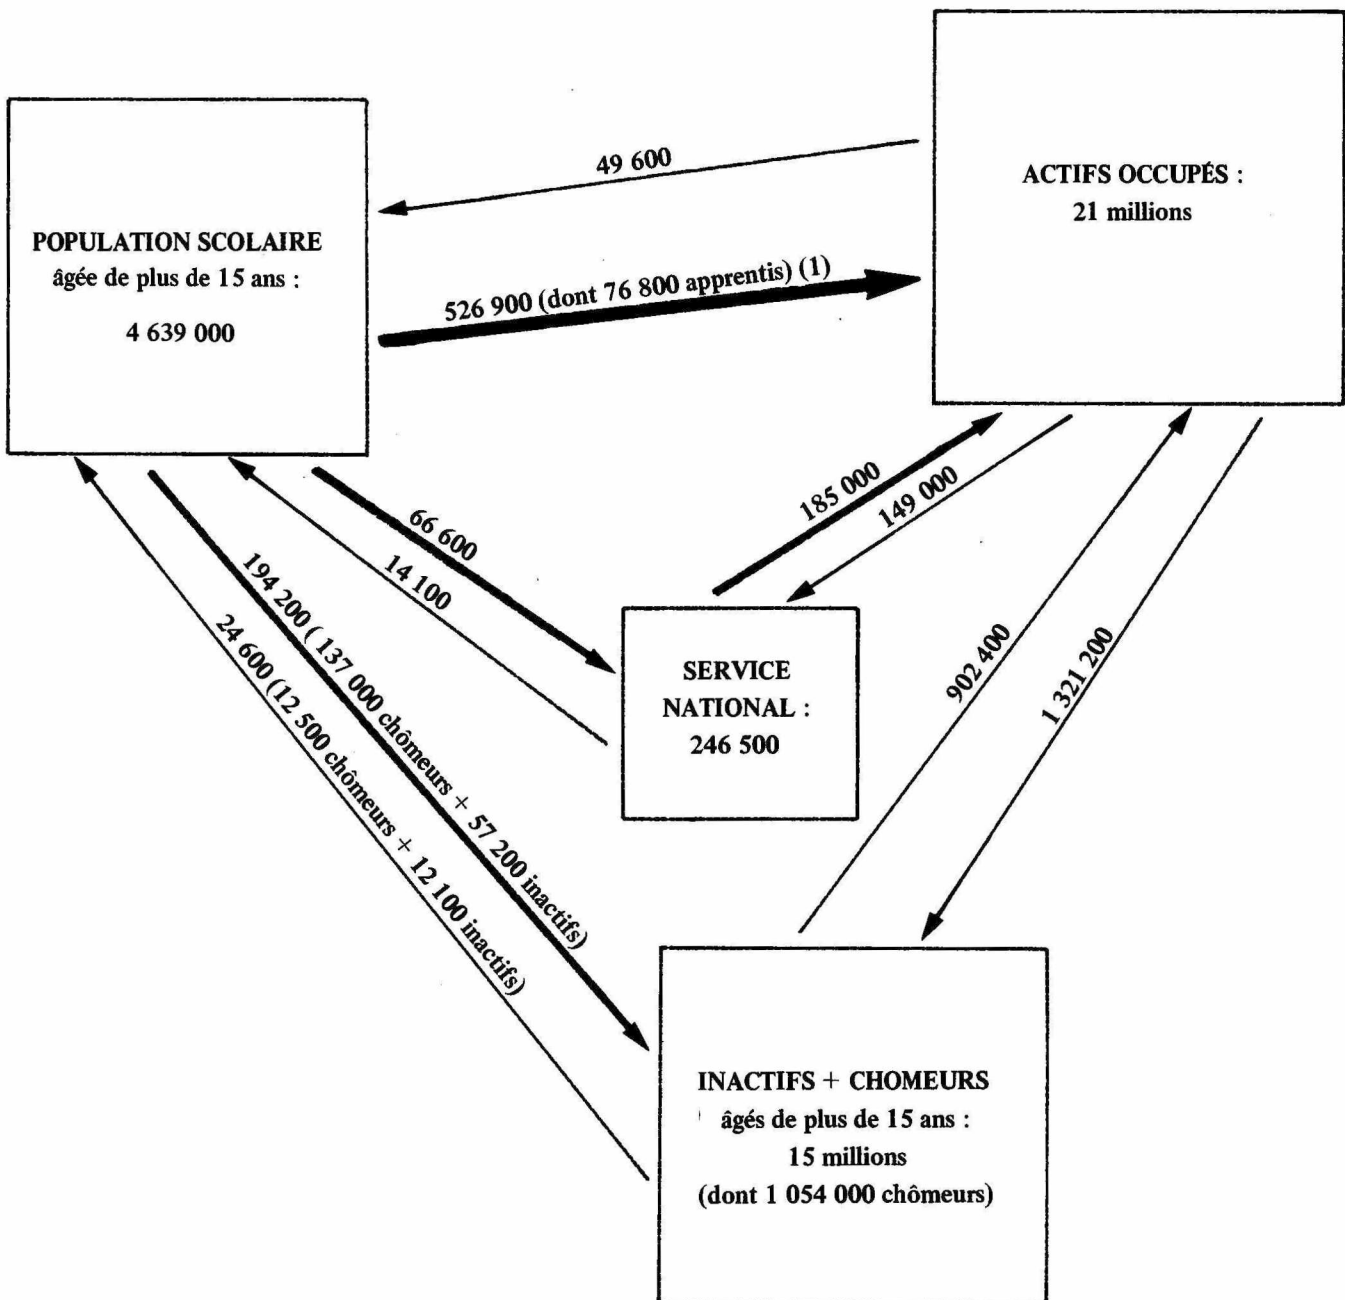 POPULATION SCOLAIRE
âgée de plus de 15 ans :
4 639 000
49 600
526 900 (dont 76 800 apprentis) (1)
ACTIFS OCCUPÉS :
21 millions
185 000
149 000
66 600
14 100
194 200 ( 137 000 chômeurs + 57 200 inactifs)
24 600 (12 500 chômeurs + 12 100 inactifs)
SERVICE
NATIONAL :
246 500
902 400
1 321 200
INACTIFS + CHOMEURS
âgés de plus de 15 ans :
15 millions
(dont 1 054 000 chômeurs)